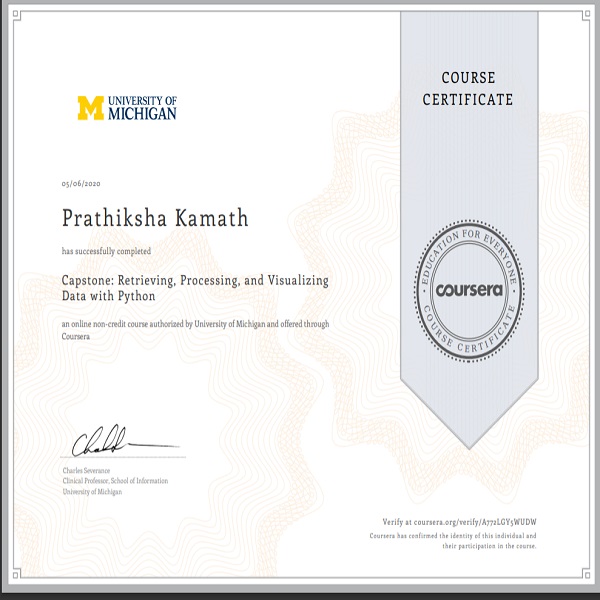 COURSE
CERTIFICATE
UNIVERSITY OF
MICHIGAN
05/06/2020
Prathiksha Kamath
has successfully completed
Capstone: Retrieving, Processing, and Visualizing
Data with Python
an online non-credit course authorized by University of Michigan and offered through
Coursera
EDUCATION FOR EVERYONE
coursera
COURSE CERTIFICATE
Charles Severance
Clinical Professor, School of Information
University of Michigan
Verify at coursera.org/verify/A772LGY5WUDW
Coursera has confirmed the identity of this individual and
their participation in the course.